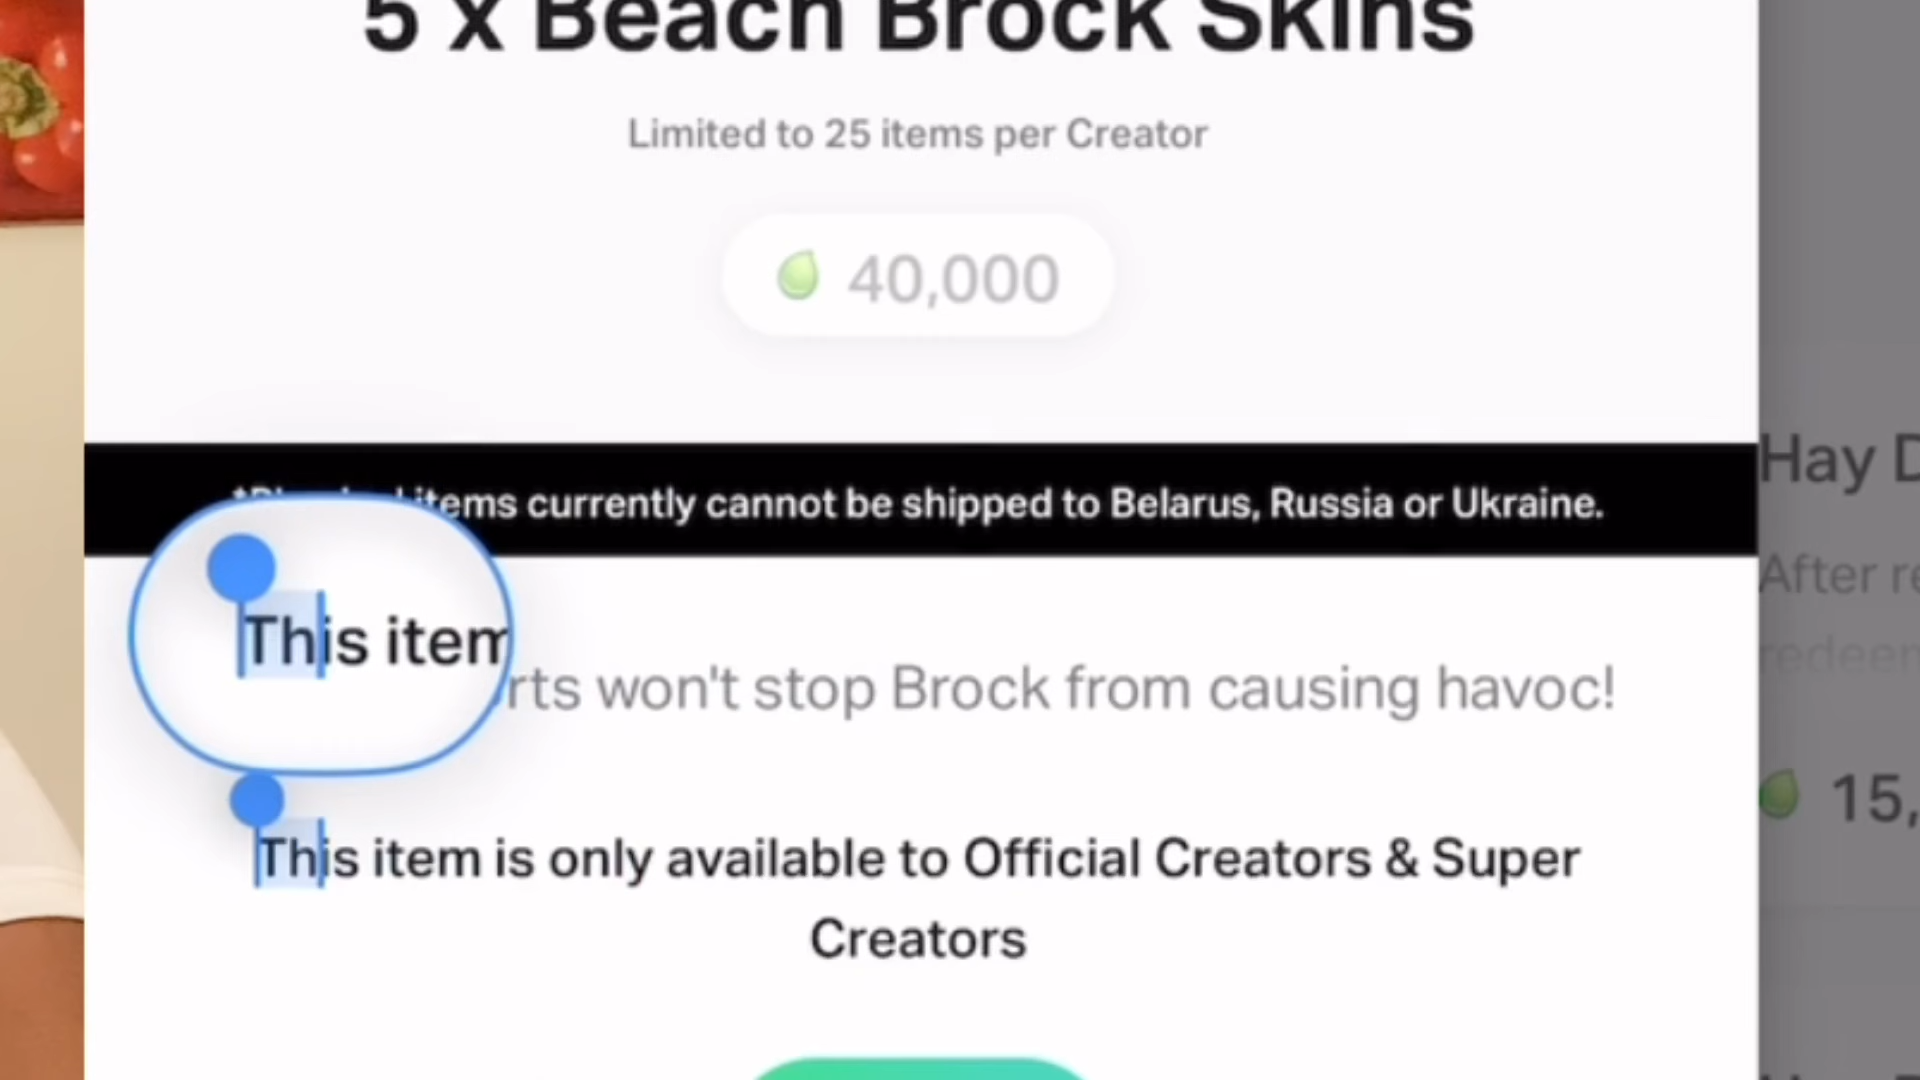 5 x Beach Brock Skins
Limited to 25 items per Creator
40,000
items currently cannot be shipped to Belarus, Russia or Ukraine.
This item
won't stop Brock from causing havoc!
This item is only available to Official Creators & Super
Creators
Hay
After
15,